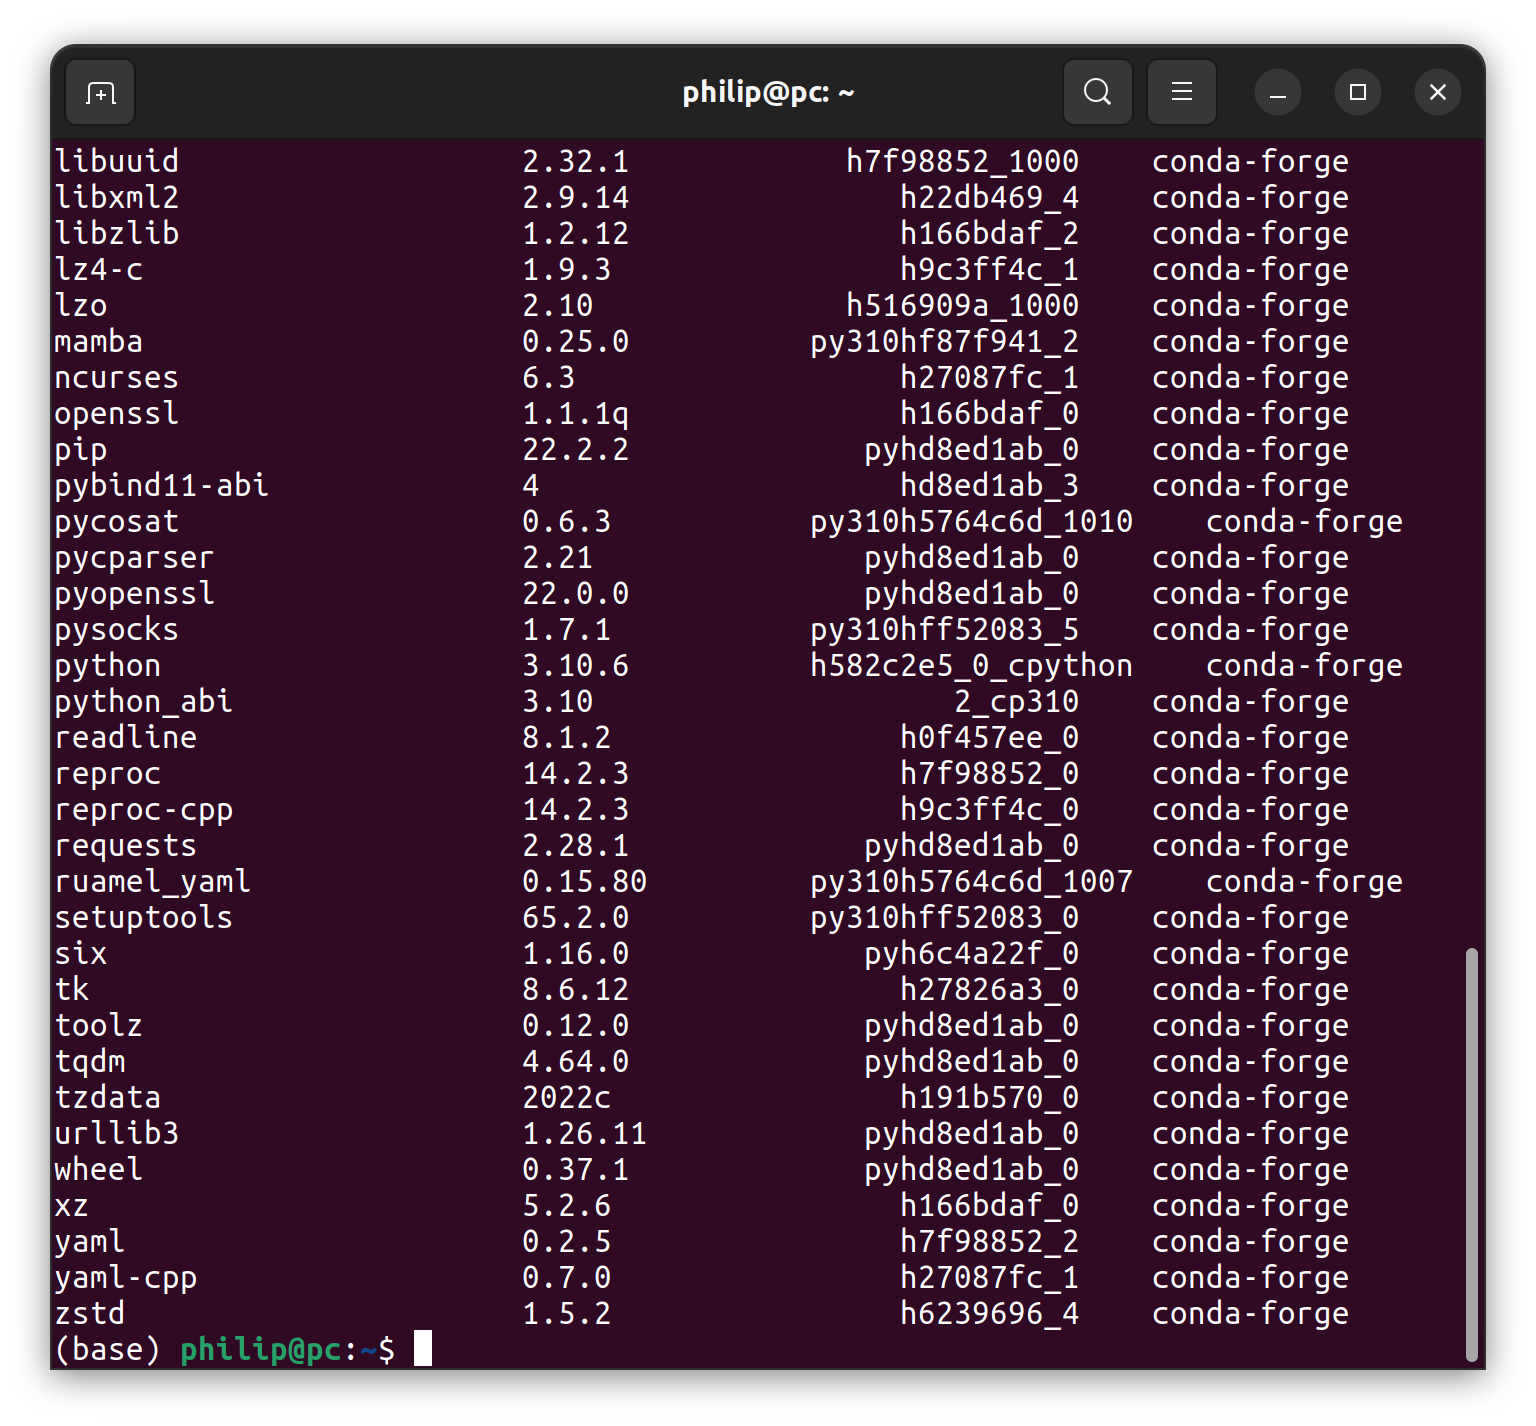 philip@pc: ~
libuuid                   2.32.1            h7f98852_1000    conda-forge
libxml2                   2.9.14               h22db469_4    conda-forge
libzlib                   1.2.12               h166bdaf_2    conda-forge
lz4-c                     1.9.3                h9c3ff4c_1    conda-forge
lzo                       2.10              h516909a_1000    conda-forge
mamba                     0.25.0          py310hf87f941_2    conda-forge
ncurses                   6.3                  h27087fc_1    conda-forge
openssl                   1.1.1q               h166bdaf_0    conda-forge
pip                       22.2.2             pyhd8ed1ab_0    conda-forge
pybind11-abi              4                    hd8ed1ab_3    conda-forge
pycosat                   0.6.3           py310h5764c6d_1010    conda-forge
pycparser                 2.21               pyhd8ed1ab_0    conda-forge
pyopenssl                 22.0.0             pyhd8ed1ab_0    conda-forge
pysocks                   1.7.1           py310hff52083_5    conda-forge
python                    3.10.6          h582c2e5_0_cpython    conda-forge
python_abi                3.10                    2_cp310    conda-forge
readline                  8.1.2                h0f457ee_0    conda-forge
reproc                    14.2.3               h7f98852_0    conda-forge
reproc-cpp                14.2.3               h9c3ff4c_0    conda-forge
requests                  2.28.1             pyhd8ed1ab_0    conda-forge
ruamel_yaml               0.15.80         py310h5764c6d_1007    conda-forge
setuptools                65.2.0          py310hff52083_0    conda-forge
six                       1.16.0             pyh6c4a22f_0    conda-forge
tk                        8.6.12               h27826a3_0    conda-forge
toolz                     0.12.0             pyhd8ed1ab_0    conda-forge
tqdm                      4.64.0             pyhd8ed1ab_0    conda-forge
tzdata                    2022c                h191b570_0    conda-forge
urllib3                   1.26.11            pyhd8ed1ab_0    conda-forge
wheel                     0.37.1             pyhd8ed1ab_0    conda-forge
xz                        5.2.6                h166bdaf_0    conda-forge
yaml                      0.2.5                h7f98852_2    conda-forge
yaml-cpp                  0.7.0                h27087fc_1    conda-forge
zstd                      1.5.2                h6239696_4    conda-forge
(base) philip@pc:~$